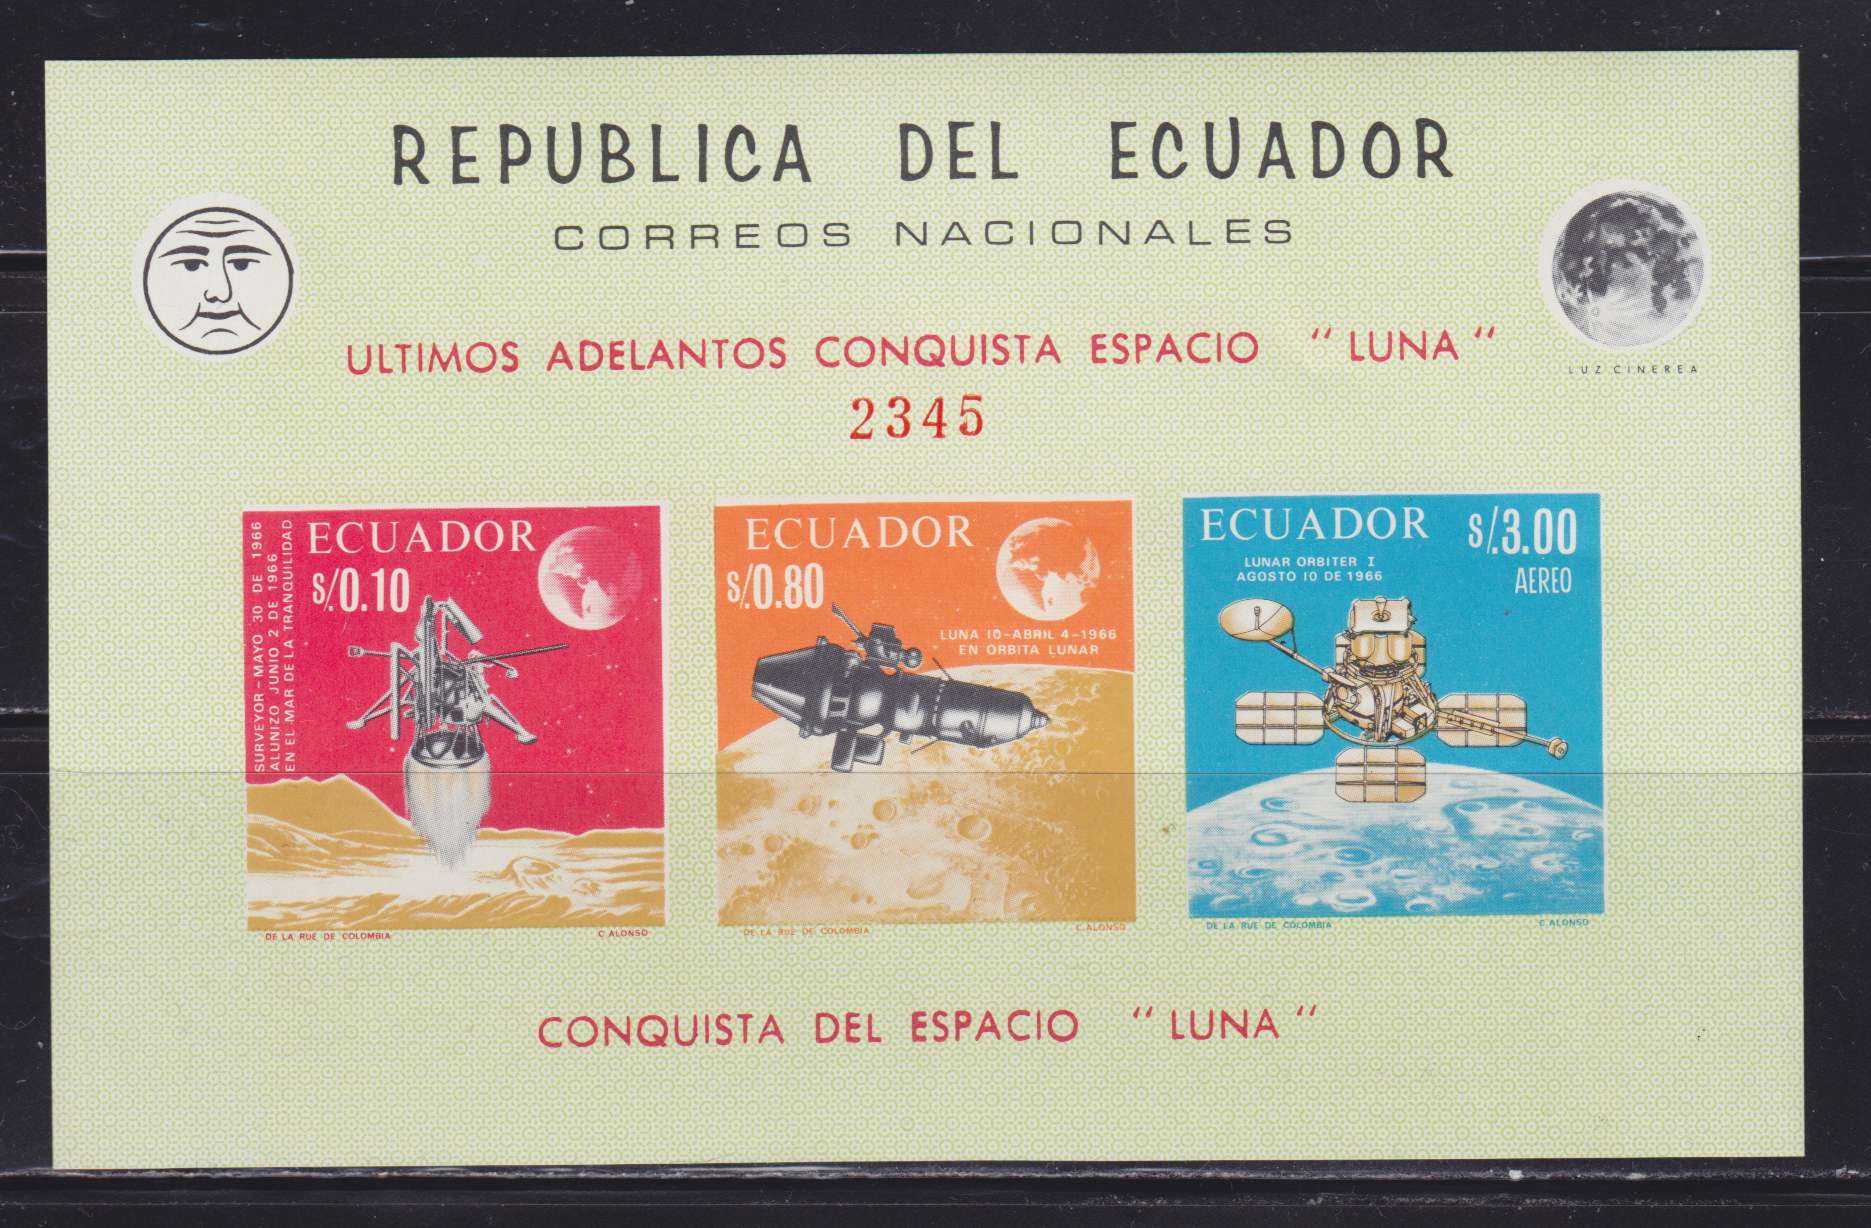 REPUBLICA DEL ECUADOR
CORREOS NACIONALES
LUZ CINEREA
ULTIMOS ADELANTOS CONQUISTA ESPACIO "LUNA"
2345
SURVEYOR-MAYO 30 DE 1966
ALUNIZO JUNIO 2 DE 1966
EN EL MAR DE LA TRANQUILIDAD
ECUADOR
S/.0.10
DE LA RUE DE COLOMBIA C. ALONSO
ECUADOR
S/.0.80
LUNA 10-ABRIL 4-1966
EN ORBITA LUNAR
DE LA RUE DE COLOMBIA C. ALONSO
ECUADOR S/.3.00
LUNAR ORBITER I
AGOSTO 10 DE 1966
AEREO
DE LA RUE DE COLOMBIA C. ALONSO
CONQUISTA DEL ESPACIO "LUNA"